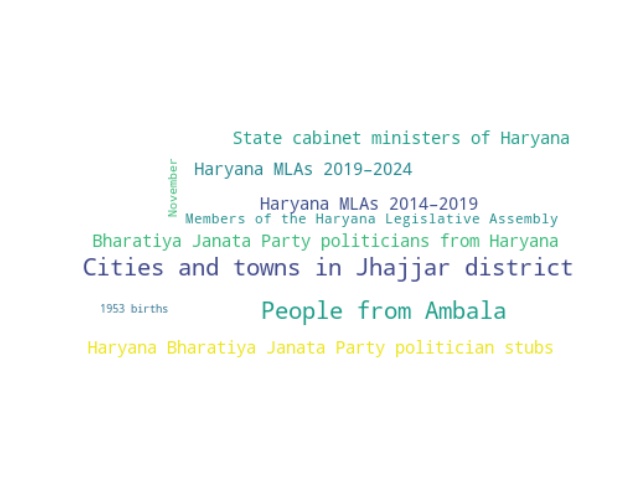 State cabinet ministers of Haryana
Haryana MLAs 2019–2024
November
Haryana MLAs 2014–2019
Members of the Haryana Legislative Assembly
Bharatiya Janata Party politicians from Haryana
Cities and towns in Jhajjar district
1953 births
People from Ambala
Haryana Bharatiya Janata Party politician stubs